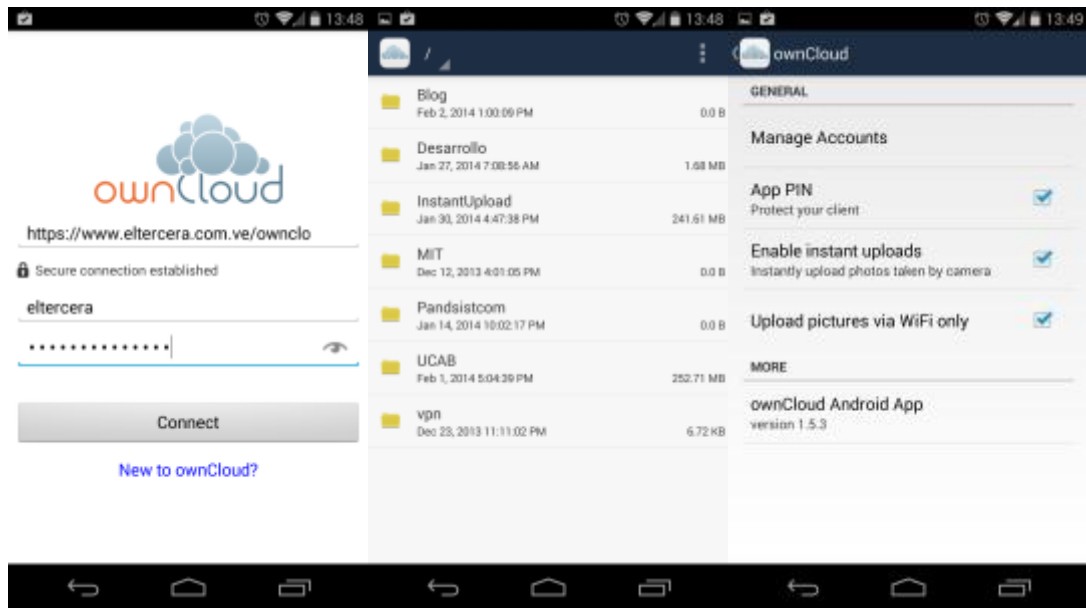 13:48
ownCloud
https://www.eltercera.com.ve/ownclo
Secure connection established
eltercera
Connect
New to ownCloud?
13:48
/
Blog
Feb 2, 2014 1:00:09 PM
0.0 B
Desarrollo
Jan 27, 2014 7:08:56 AM
1.68 MB
InstantUpload
Jan 30, 2014 4:47:38 PM
241.61 MB
MIT
Dec 12, 2013 4:01:05 PM
0.0 B
Pandsistcom
Jan 14, 2014 10:02:17 PM
0.0 B
UCAB
Feb 1, 2014 5:04:39 PM
252.71 MB
vpn
Dec 23, 2013 11:11:02 PM
6.72 KB
13:49
ownCloud
GENERAL
Manage Accounts
App PIN
Protect your client
Enable instant uploads
Instantly upload photos taken by camera
Upload pictures via WiFi only
MORE
ownCloud Android App
version 1.5.3